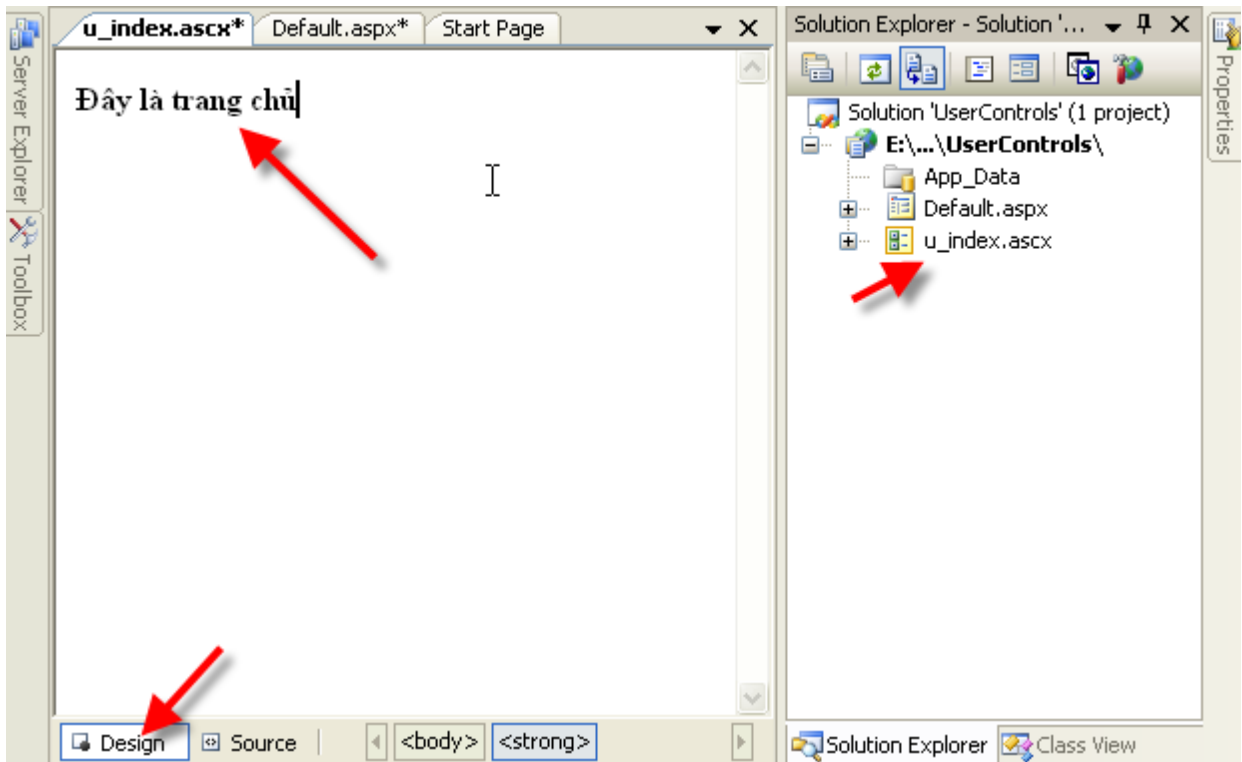 u_index.ascx* Default.aspx* Start Page
Đây là trang chủ
Design Source <body> <strong>
Server Explorer
Toolbox
Solution Explorer - Solution '...
Solution 'UserControls' (1 project)
E:\...\UserControls\
App_Data
Default.aspx
u_index.ascx
Solution Explorer Class View
Properties